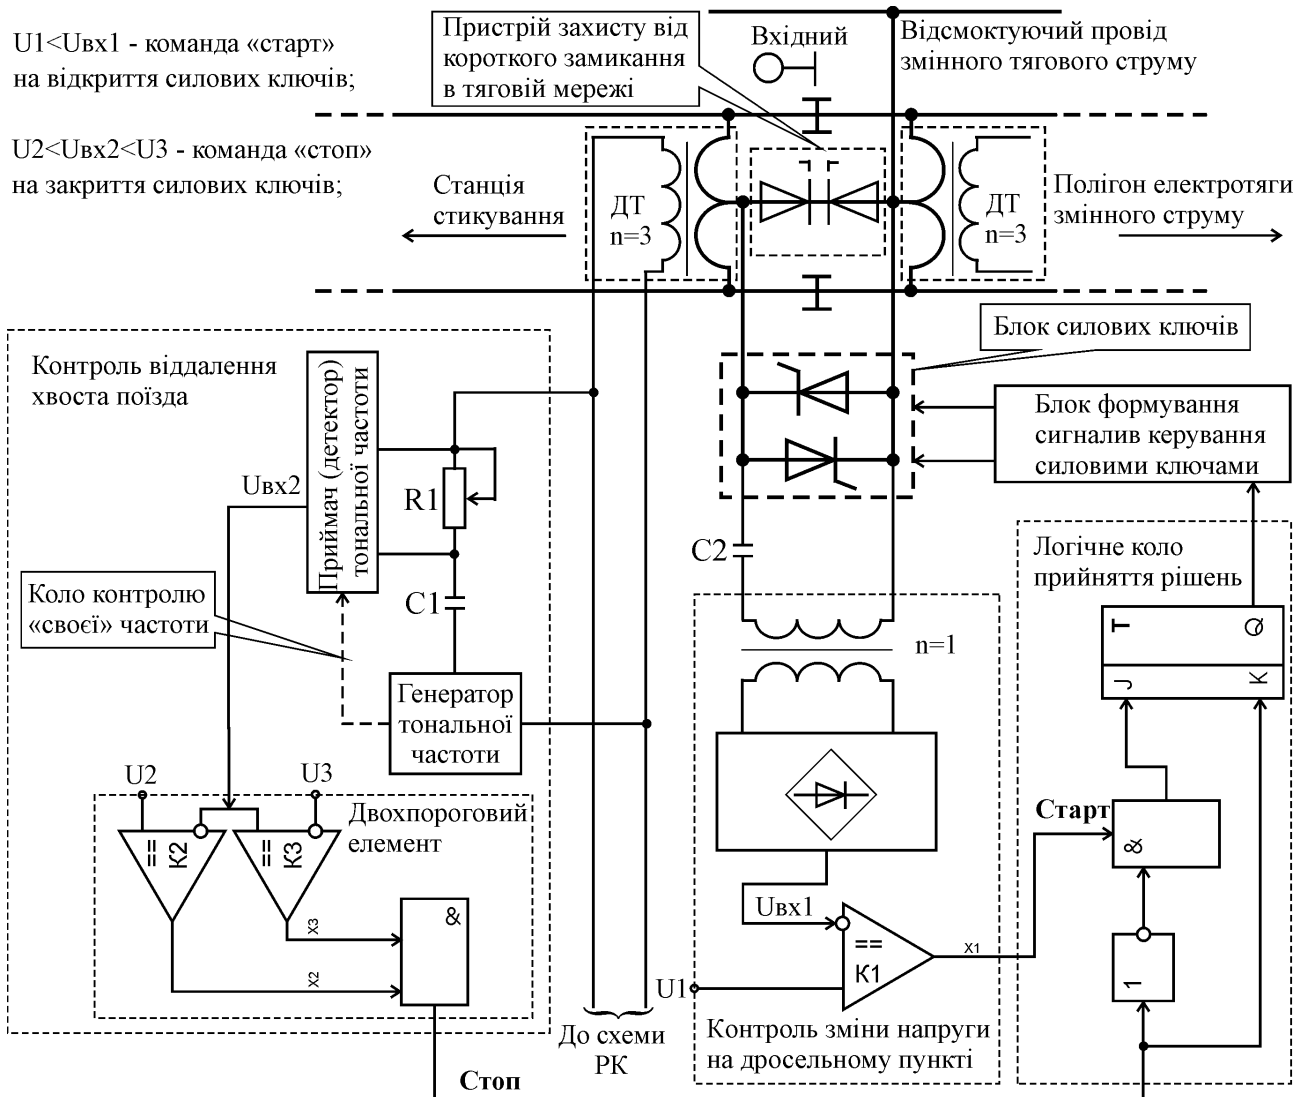 U1<Uвх1 - команда «старт»
на відкриття силових ключів;
U2<Uвх2<U3 - команда «стоп»
на закриття силових ключів;
Пристрій захисту від
короткого замикання
в тяговій мережі
Вхідний
Відсмоктуючий провід
змінного тягового струму
Станція
стикування
ДТ
n=3
ДТ
n=3
Полігон електротяги
змінного струму
Блок силових ключів
Контроль віддалення
хвоста поїзда
Приймач (детектор)
тональної частоти
R1
Uвх2
C1
Коло контролю
«своєї» частоти
Генератор
тональної
частоти
Блок формування
сигналив керування
силовими ключами
C2
n=1
Логічне коло
прийняття рішень
T
Q
J
K
U2
U3
Двохпороговий
елемент
==
К2
==
К3
x3
x2
&
Стоп
До схеми
РК
Uвх1
==
К1
U1
x1
Контроль зміни напруги
на дросельному пункті
Старт
&
1